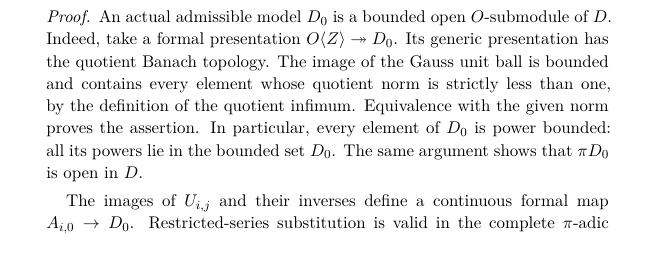 Proof. An actual admissible model D₀ is a bounded open O-submodule of D.
Indeed, take a formal presentation O⟨Z⟩ ↠ D₀. Its generic presentation has
the quotient Banach topology. The image of the Gauss unit ball is bounded
and contains every element whose quotient norm is strictly less than one,
by the definition of the quotient infimum. Equivalence with the given norm
proves the assertion. In particular, every element of D₀ is power bounded:
all its powers lie in the bounded set D₀. The same argument shows that πD₀
is open in D.
The images of Uᵢ,ⱼ and their inverses define a continuous formal map
Aᵢ,₀ → D₀. Restricted-series substitution is valid in the complete π-adic